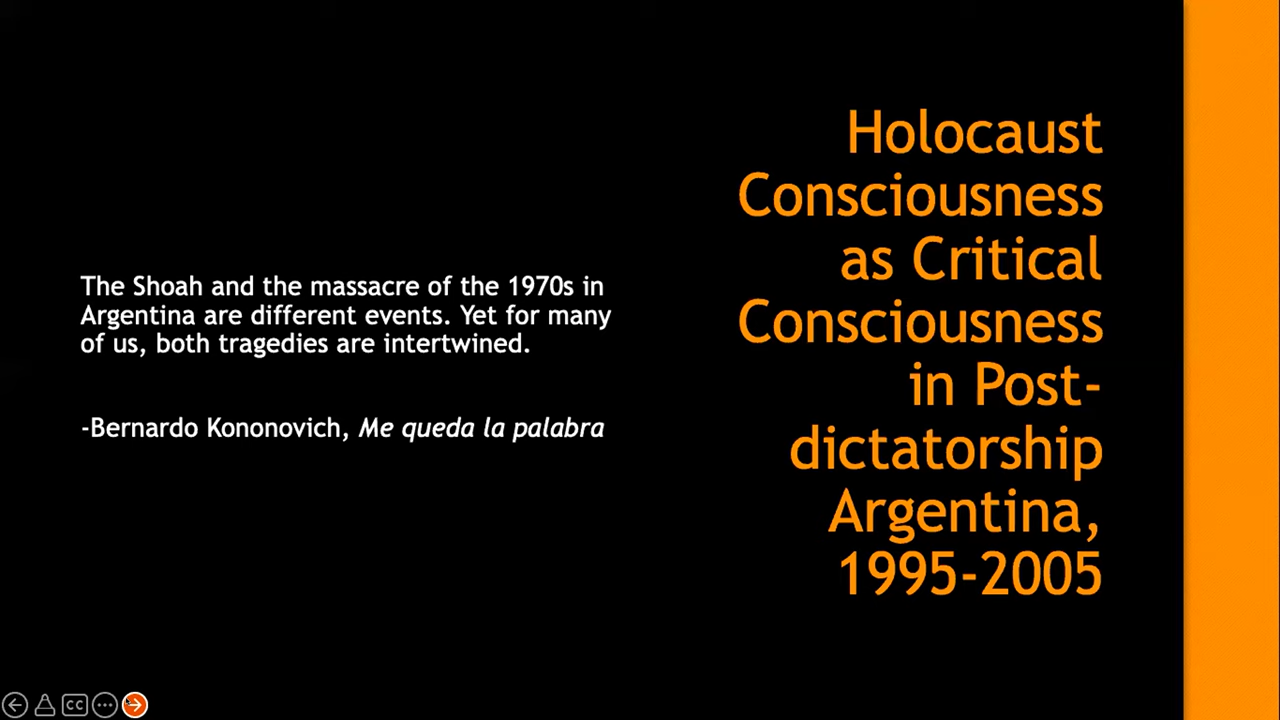 The Shoah and the massacre of the 1970s in
Argentina are different events. Yet for many
of us, both tragedies are intertwined.
-Bernardo Kononovich, Me queda la palabra
Holocaust
Consciousness
as Critical
Consciousness
in Post-
dictatorship
Argentina,
1995-2005
CC